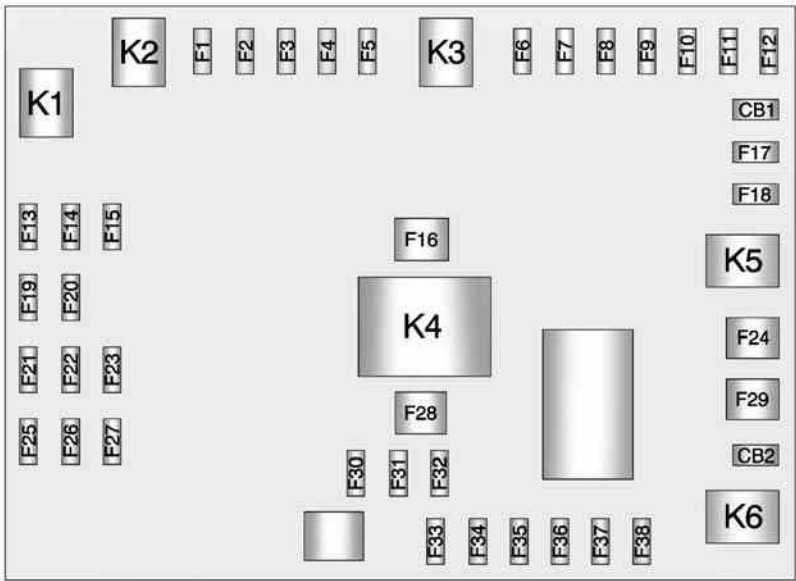 K2 F1 F2 F3 F4 F5 K3 F6 F7 F8 F9 F10 F11 F12
K1
CB1
F17
F18
F13 F14 F15
F16
K5
F19 F20
K4
F24
F21 F22 F23
F29
F28
F25 F26 F27
CB2
F30 F31 F32
K6
F33 F34 F35 F36 F37 F38